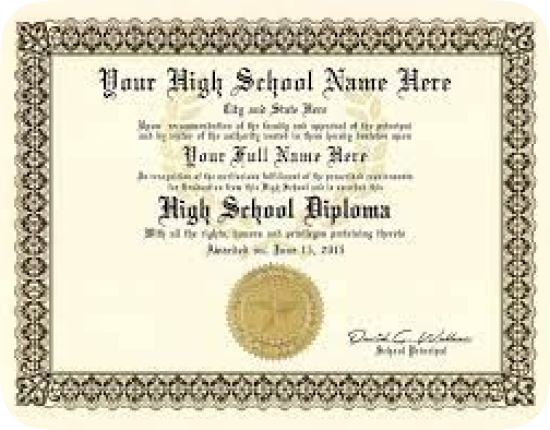 Your High School Name Here
City and State Here
Upon recommendation of the faculty and approval of the principal
and by virtue of the authority vested in them hereby bestows upon
Your Full Name Here
In recognition of the meritorious fulfillment of the prescribed requirements
for Graduation from this High School and is awarded this
High School Diploma
With all the rights, honors and privileges pertaining thereto
Awarded on, June 15, 2015
School Principal